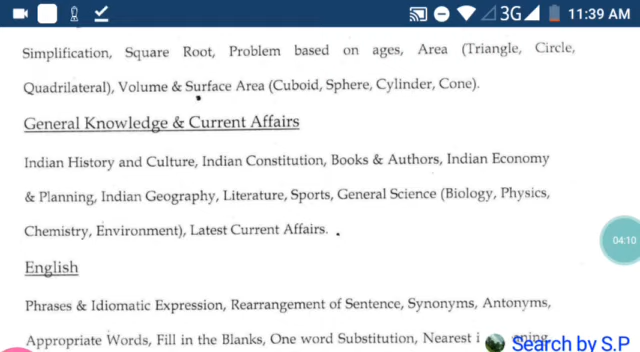 3G 11:39 AM
Simplification, Square Root, Problem based on ages, Area (Triangle, Circle,
Quadrilateral), Volume & Surface Area (Cuboid, Sphere, Cylinder, Cone).
General Knowledge & Current Affairs
Indian History and Culture, Indian Constitution, Books & Authors, Indian Economy
& Planning, Indian Geography, Literature, Sports, General Science (Biology, Physics,
Chemistry, Environment), Latest Current Affairs.
04:10
English
Phrases & Idiomatic Expression, Rearrangement of Sentence, Synonyms, Antonyms,
Appropriate Words, Fill in the Blanks, One word Substitution, Nearest
Search by S.P